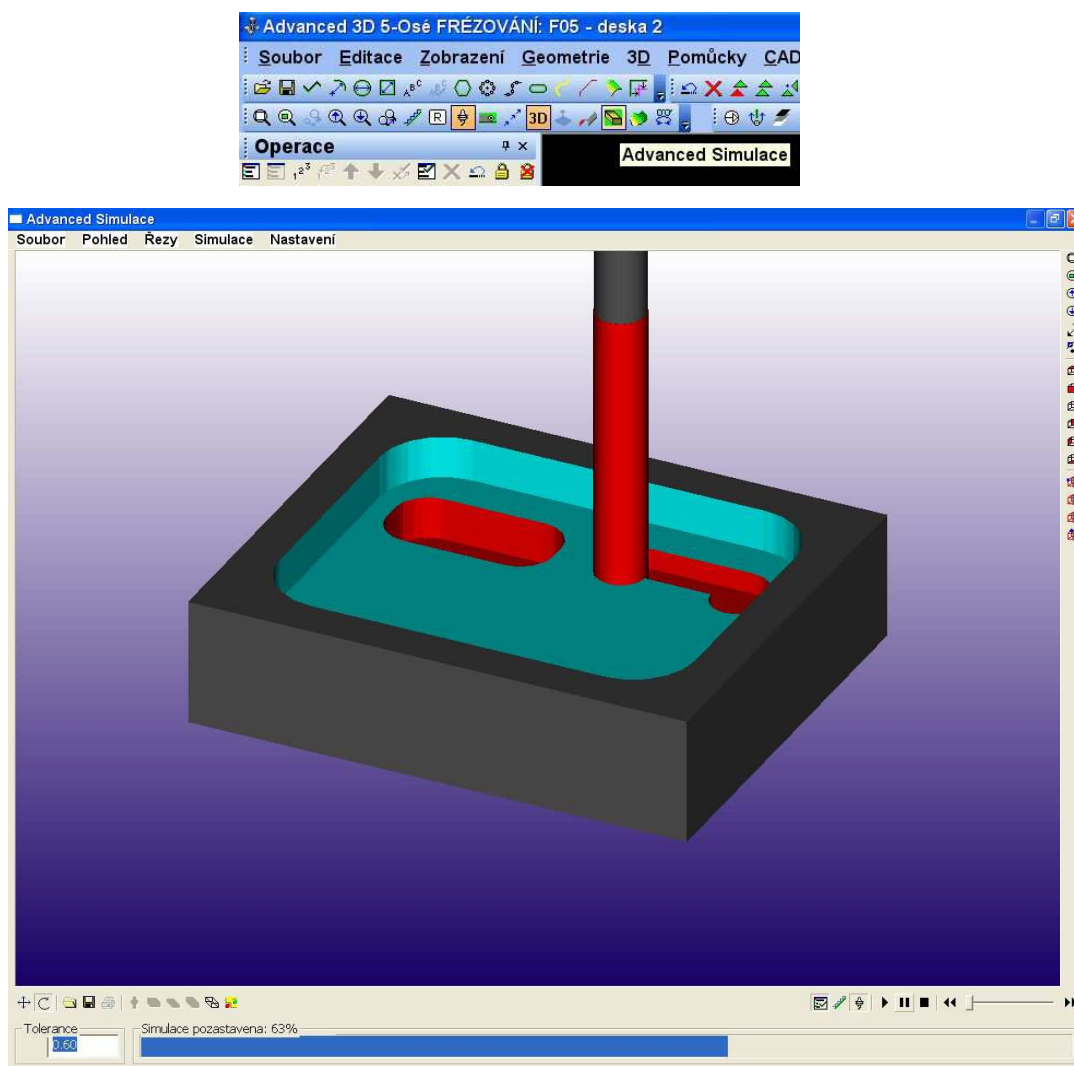 Advanced 3D 5-Osé FRÉZOVÁNÍ: F05 - deska 2
Soubor Editace Zobrazení Geometrie 3D Pomůcky CAD
R 3D
Operace
Advanced Simulace
Advanced Simulace
Soubor Pohled Řezy Simulace Nastavení
Tolerance
0.60
Simulace pozastavena: 63%